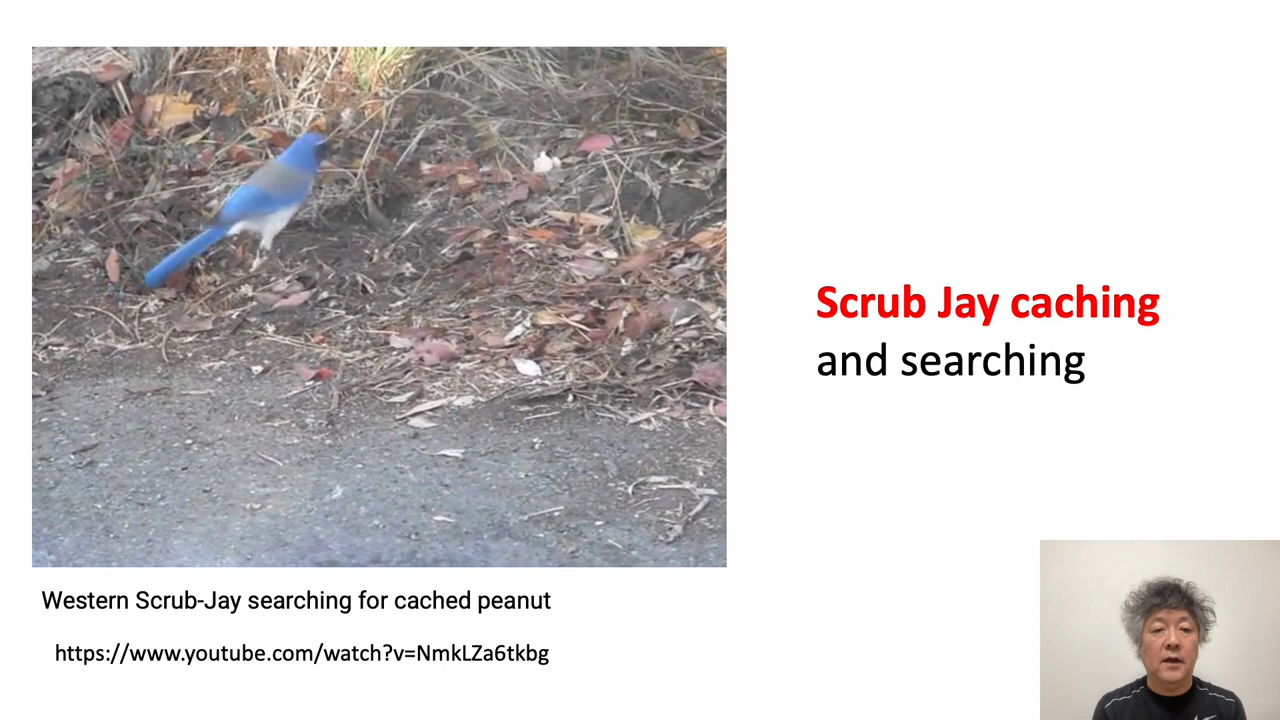 Scrub Jay caching
and searching
Western Scrub-Jay searching for cached peanut
https://www.youtube.com/watch?v=NmkLZa6tkbg